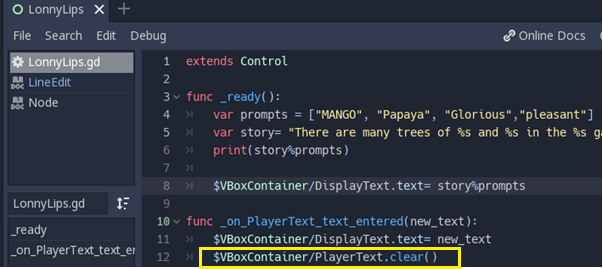 LonnyLips
File Search Edit Debug Online Docs
LonnyLips.gd
LineEdit
Node
LonnyLips.gd
_ready
_on_PlayerText_text_en
1 extends Control
2
3 func _ready():
4 var prompts = ["MANGO", "Papaya", "Glorious","pleasant"]
5 var story= "There are many trees of %s and %s in the %s ga
6 print(story%prompts)
7
8 $VBoxContainer/DisplayText.text= story%prompts
9
10 func _on_PlayerText_text_entered(new_text):
11 $VBoxContainer/DisplayText.text= new_text
12 $VBoxContainer/PlayerText.clear()